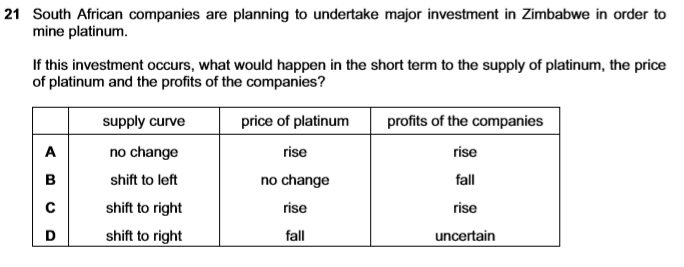 21 South African companies are planning to undertake major investment in Zimbabwe in order to
mine platinum.
If this investment occurs, what would happen in the short term to the supply of platinum, the price
of platinum and the profits of the companies?
supply curve price of platinum profits of the companies
A no change rise rise
B shift to left no change fall
C shift to right rise rise
D shift to right fall uncertain